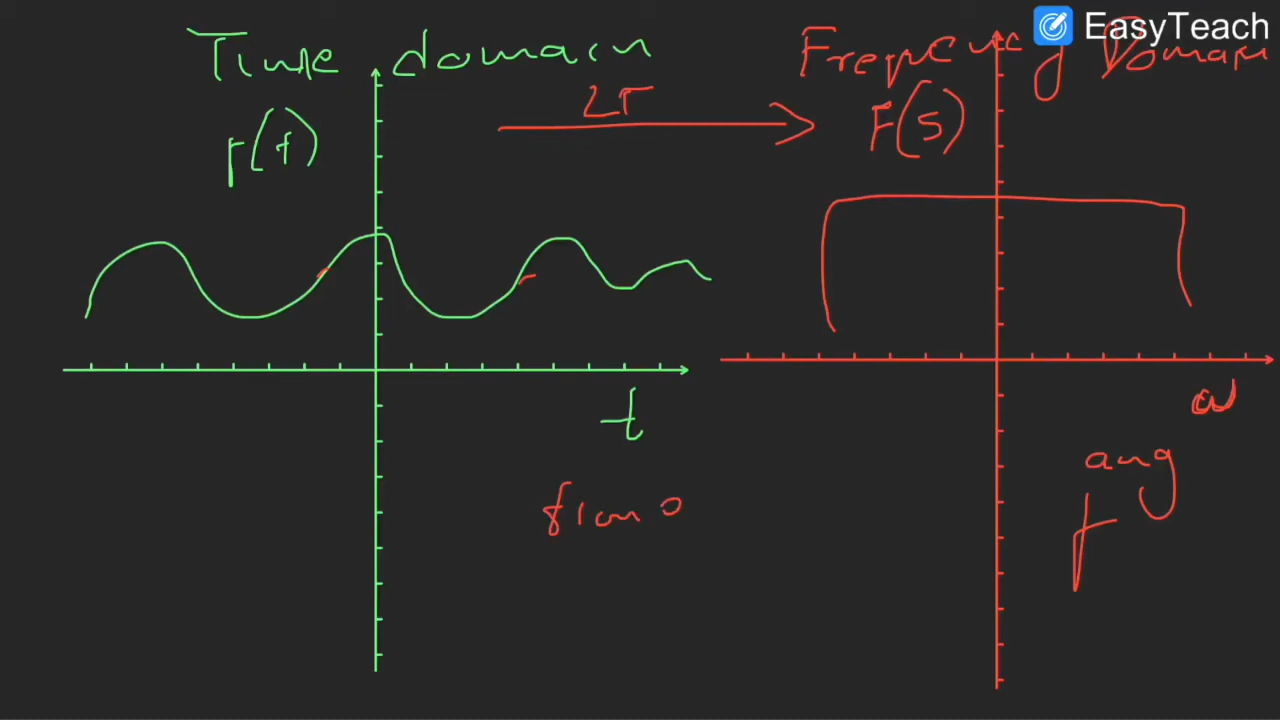 EasyTeach
Time domain
Frequency Domain
LT
f(t)
F(s)
t
ω
ang
f